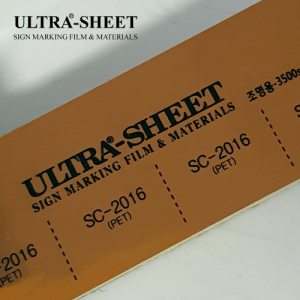 ULTRA®-SHEET
SIGN MARKING FILM & MATERIALS
ULTRA®-SHEET
SIGN MARKING FILM & MATERIALS
조명용-3500
SC-2016
(PET)
SC-2016
(PET)
SC-2016
(PET)